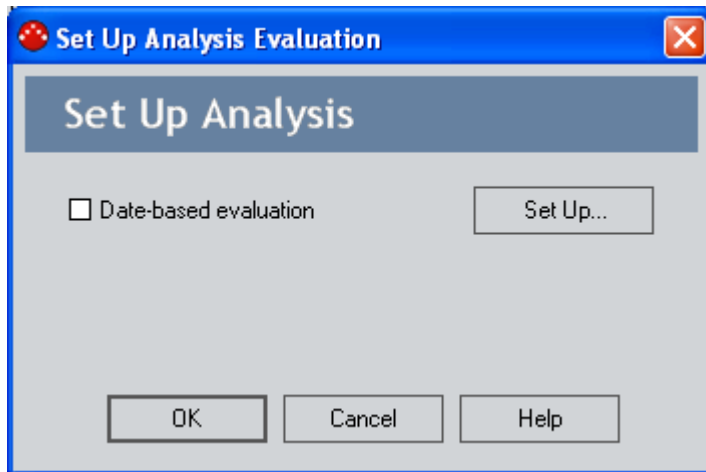 Set Up Analysis Evaluation
Set Up Analysis
Date-based evaluation
Set Up...
OK
Cancel
Help